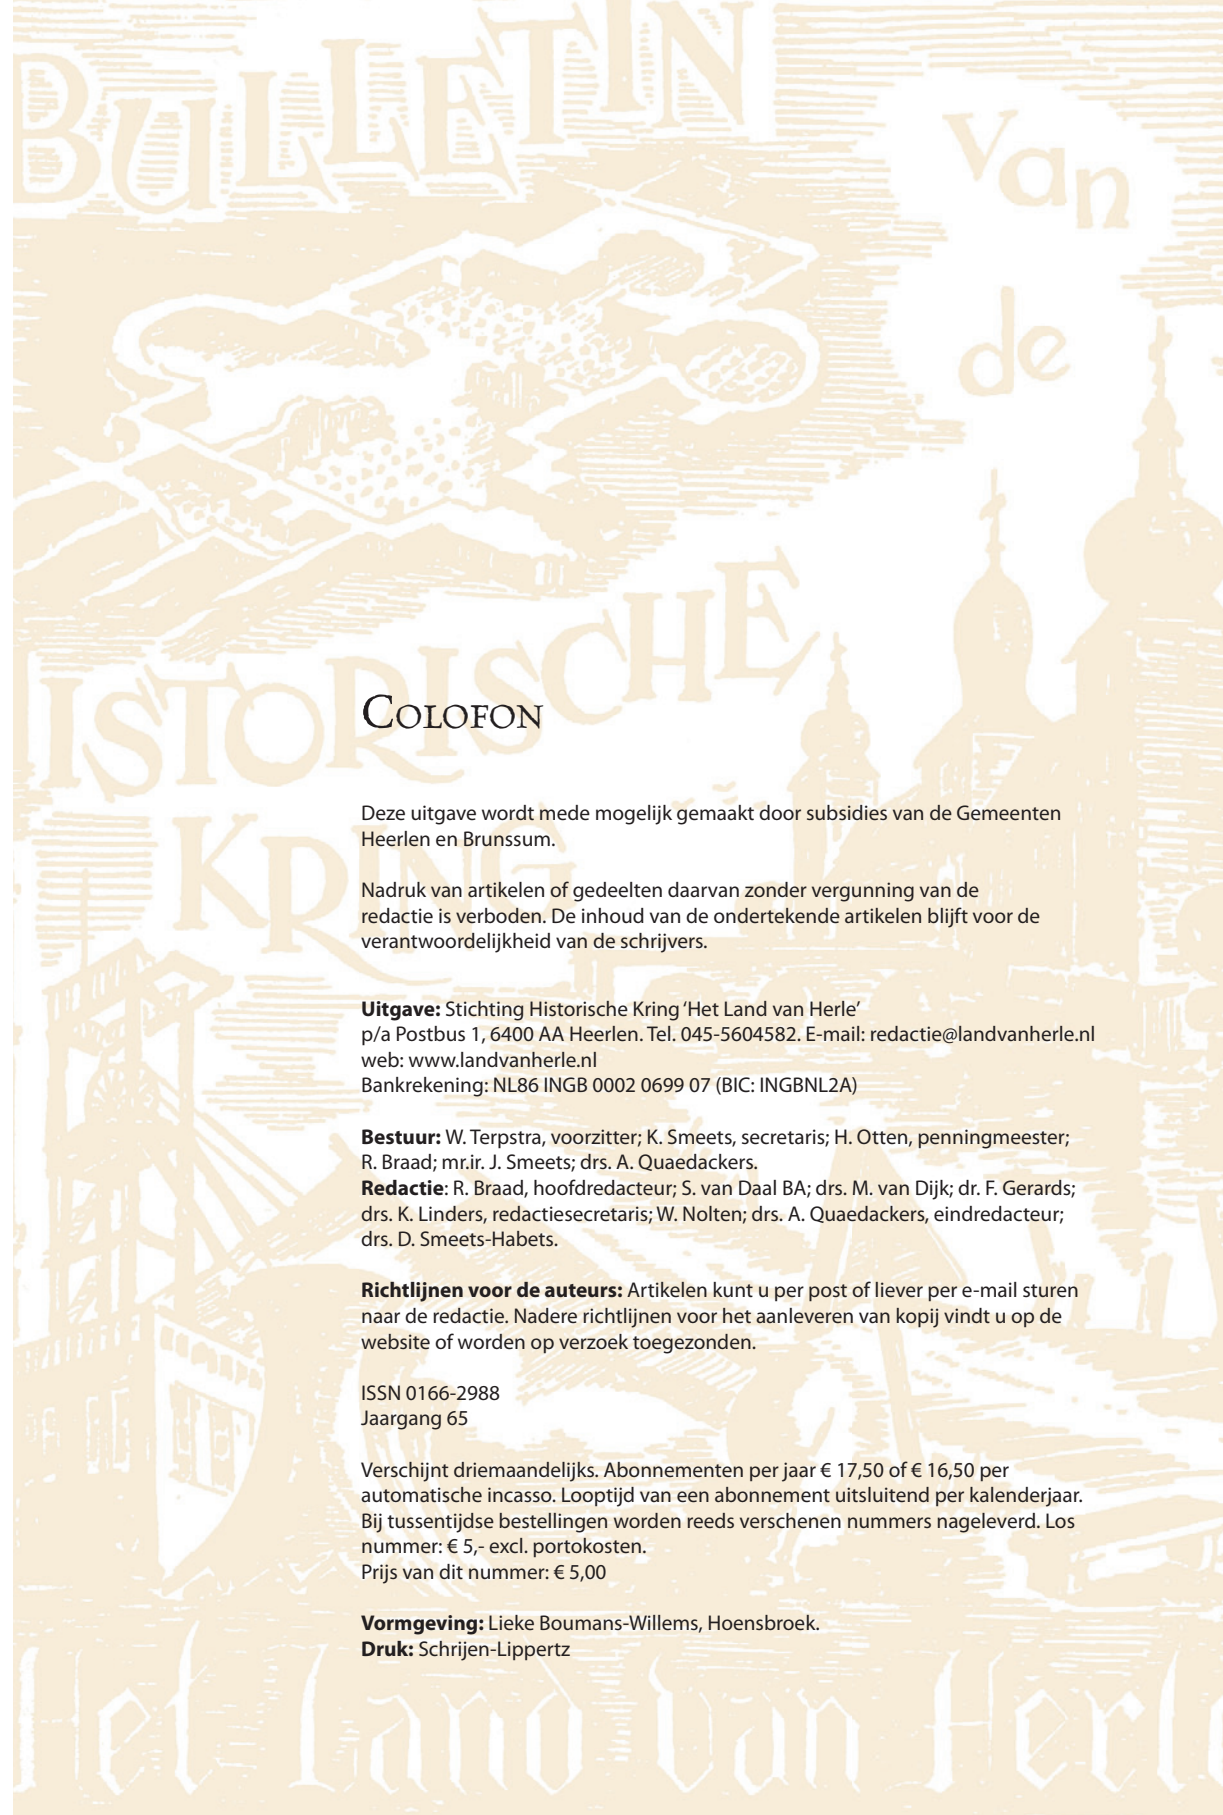 BULLETIN
van
de
HISTORISCHE
KRING
COLOFON
Deze uitgave wordt mede mogelijk gemaakt door subsidies van de Gemeenten
Heerlen en Brunssum.
Nadruk van artikelen of gedeelten daarvan zonder vergunning van de
redactie is verboden. De inhoud van de ondertekende artikelen blijft voor de
verantwoordelijkheid van de schrijvers.
Uitgave: Stichting Historische Kring ‘Het Land van Herle’
p/a Postbus 1, 6400 AA Heerlen. Tel. 045-5604582. E-mail: redactie@landvanherle.nl
web: www.landvanherle.nl
Bankrekening: NL86 INGB 0002 0699 07 (BIC: INGBNL2A)
Bestuur: W. Terpstra, voorzitter; K. Smeets, secretaris; H. Otten, penningmeester;
R. Braad; mr.ir. J. Smeets; drs. A. Quaedackers.
Redactie: R. Braad, hoofdredacteur; S. van Daal BA; drs. M. van Dijk; dr. F. Gerards;
drs. K. Linders, redactiesecretaris; W. Nolten; drs. A. Quaedackers, eindredacteur;
drs. D. Smeets-Habets.
Richtlijnen voor de auteurs: Artikelen kunt u per post of liever per e-mail sturen
naar de redactie. Nadere richtlijnen voor het aanleveren van kopij vindt u op de
website of worden op verzoek toegezonden.
ISSN 0166-2988
Jaargang 65
Verschijnt driemaandelijks. Abonnementen per jaar € 17,50 of € 16,50 per
automatische incasso. Looptijd van een abonnement uitsluitend per kalenderjaar.
Bij tussentijdse bestellingen worden reeds verschenen nummers nageleverd. Los
nummer: € 5,- excl. portokosten.
Prijs van dit nummer: € 5,00
Vormgeving: Lieke Boumans-Willems, Hoensbroek.
Druk: Schrijen-Lippertz
Het Land van Herle